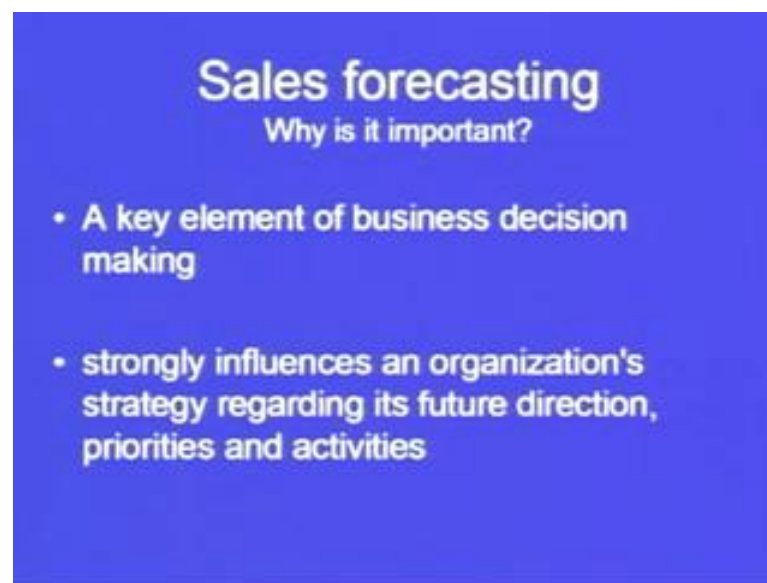 Sales forecasting
Why is it important?
• A key element of business decision
making
• strongly influences an organization's
strategy regarding its future direction,
priorities and activities